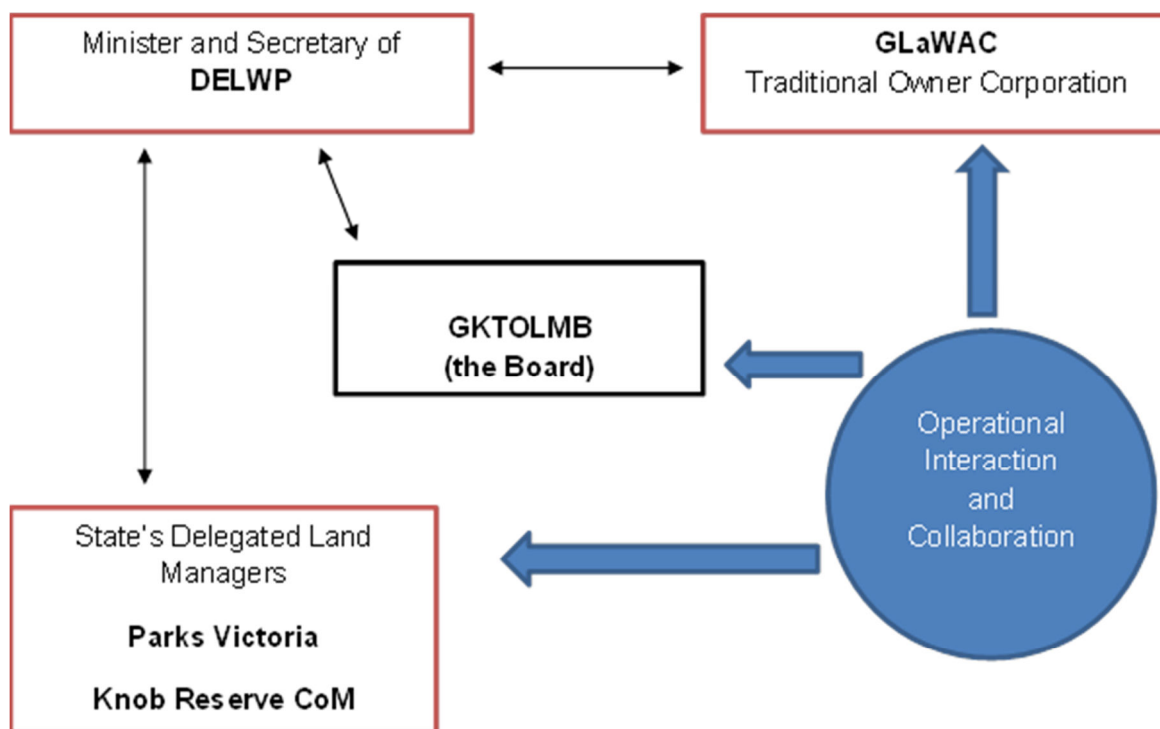 Minister and Secretary of
DELWP
GLaWAC
Traditional Owner Corporation
GKTOLMB
(the Board)
Operational
Interaction
and
Collaboration
State's Delegated Land
Managers
Parks Victoria
Knob Reserve CoM